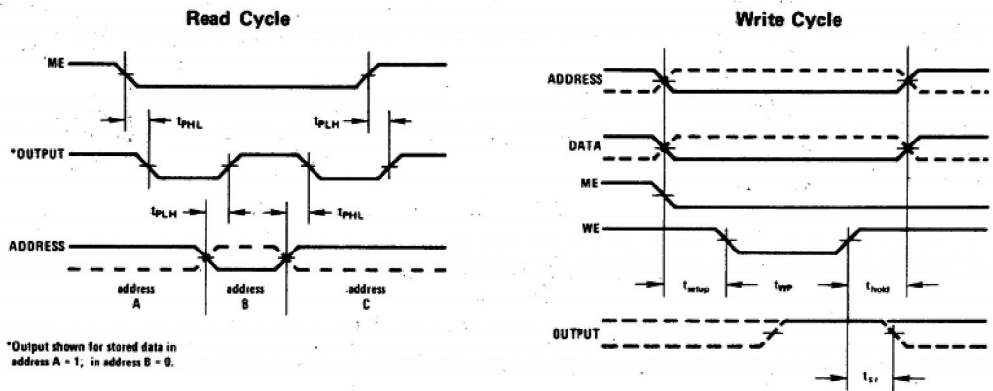 Read Cycle
ME
tPHL
tPLH
*OUTPUT
tPLH
tPHL
ADDRESS
address A
address B
address C
*Output shown for stored data in
address A = 1; in address B = 0.
Write Cycle
ADDRESS
DATA
ME
WE
tsetup
tWP
thold
OUTPUT
tsr